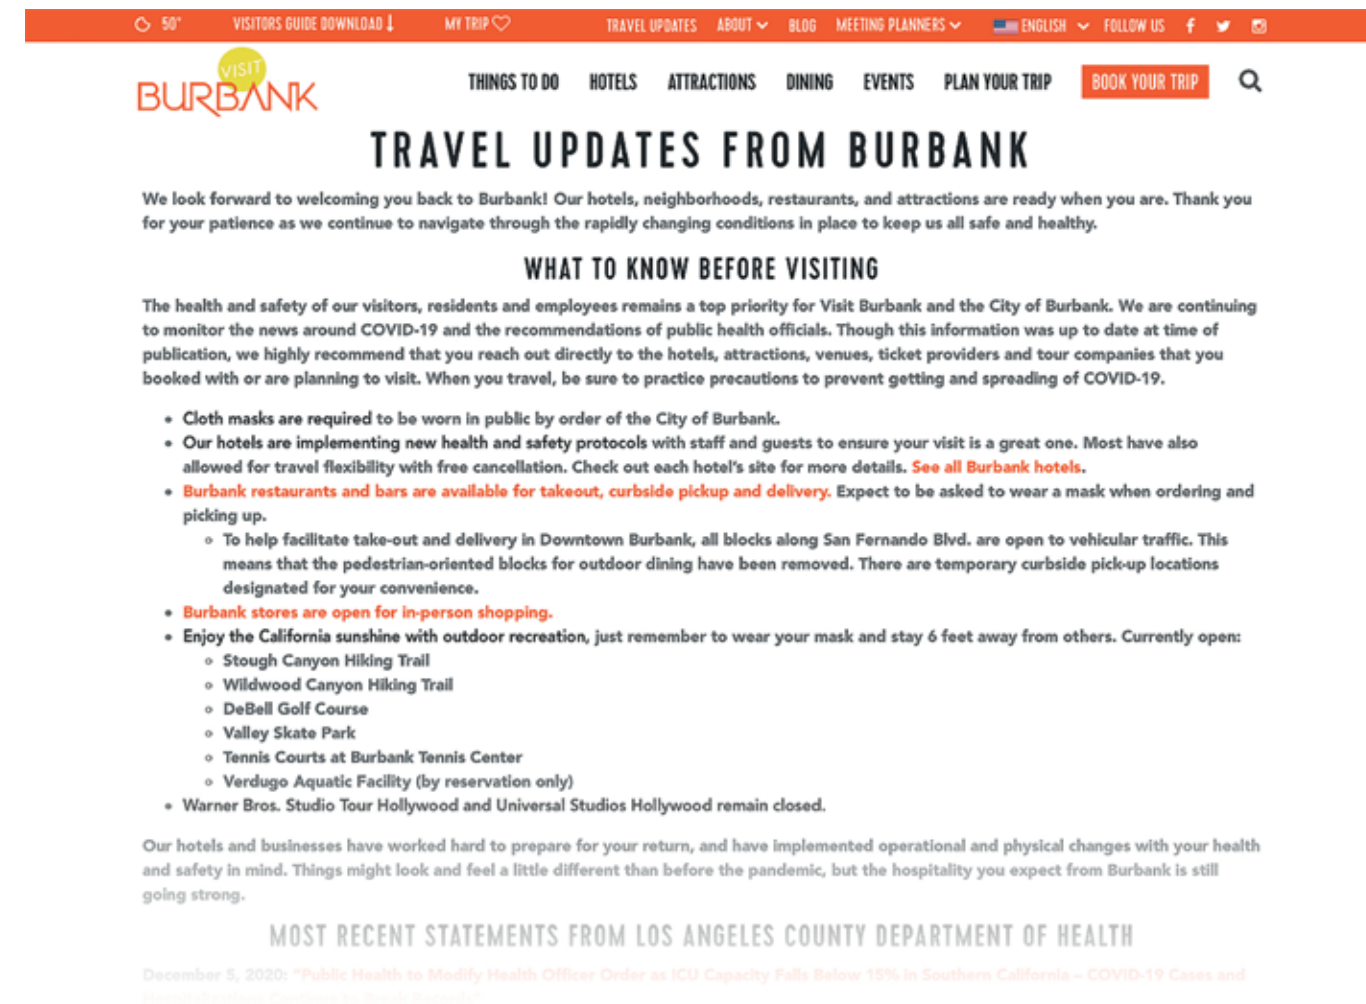 50° VISITORS GUIDE DOWNLOAD MY TRIP TRAVEL UPDATES ABOUT BLOG MEETING PLANNERS ENGLISH FOLLOW US
VISIT
BURBANK
THINGS TO DO HOTELS ATTRACTIONS DINING EVENTS PLAN YOUR TRIP BOOK YOUR TRIP
TRAVEL UPDATES FROM BURBANK
We look forward to welcoming you back to Burbank! Our hotels, neighborhoods, restaurants, and attractions are ready when you are. Thank you
for your patience as we continue to navigate through the rapidly changing conditions in place to keep us all safe and healthy.
WHAT TO KNOW BEFORE VISITING
The health and safety of our visitors, residents and employees remains a top priority for Visit Burbank and the City of Burbank. We are continuing
to monitor the news around COVID-19 and the recommendations of public health officials. Though this information was up to date at time of
publication, we highly recommend that you reach out directly to the hotels, attractions, venues, ticket providers and tour companies that you
booked with or are planning to visit. When you travel, be sure to practice precautions to prevent getting and spreading of COVID-19.
• Cloth masks are required to be worn in public by order of the City of Burbank.
• Our hotels are implementing new health and safety protocols with staff and guests to ensure your visit is a great one. Most have also
allowed for travel flexibility with free cancellation. Check out each hotel's site for more details. See all Burbank hotels.
• Burbank restaurants and bars are available for takeout, curbside pickup and delivery. Expect to be asked to wear a mask when ordering and
picking up.
◦ To help facilitate take-out and delivery in Downtown Burbank, all blocks along San Fernando Blvd. are open to vehicular traffic. This
means that the pedestrian-oriented blocks for outdoor dining have been removed. There are temporary curbside pick-up locations
designated for your convenience.
• Burbank stores are open for in-person shopping.
• Enjoy the California sunshine with outdoor recreation, just remember to wear your mask and stay 6 feet away from others. Currently open:
◦ Stough Canyon Hiking Trail
◦ Wildwood Canyon Hiking Trail
◦ DeBell Golf Course
◦ Valley Skate Park
◦ Tennis Courts at Burbank Tennis Center
◦ Verdugo Aquatic Facility (by reservation only)
• Warner Bros. Studio Tour Hollywood and Universal Studios Hollywood remain closed.
Our hotels and businesses have worked hard to prepare for your return, and have implemented operational and physical changes with your health
and safety in mind. Things might look and feel a little different than before the pandemic, but the hospitality you expect from Burbank is still
going strong.
MOST RECENT STATEMENTS FROM LOS ANGELES COUNTY DEPARTMENT OF HEALTH
December 5, 2020: "Public Health to Modify Health Officer Order as ICU Capacity Falls Below 15% in Southern California – COVID-19 Cases and